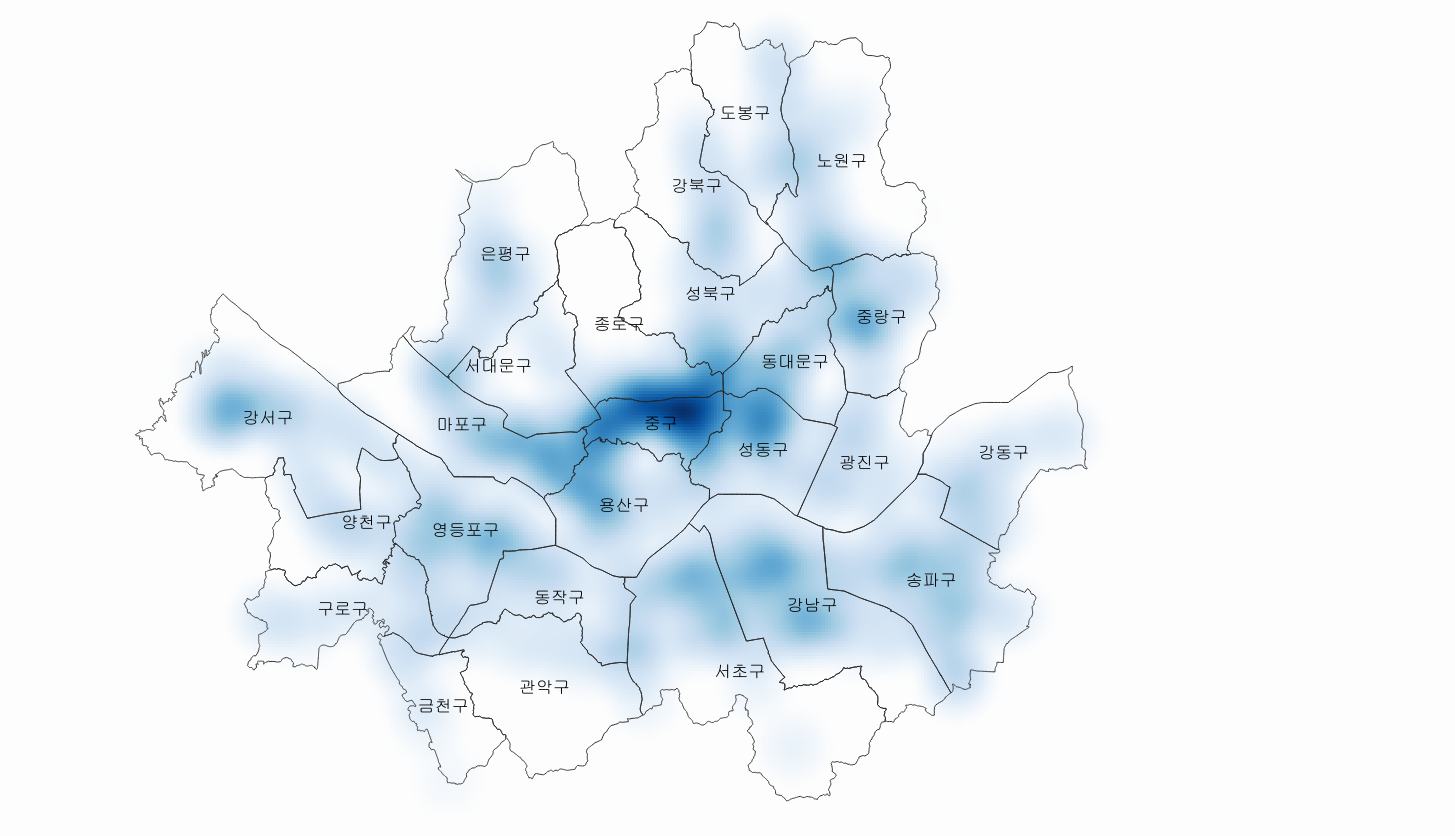 도봉구
노원구
강북구
은평구
성북구
중랑구
종로구
동대문구
서대문구
강서구
마포구
중구
성동구
강동구
광진구
용산구
양천구
영등포구
송파구
동작구
강남구
구로구
서초구
관악구
금천구